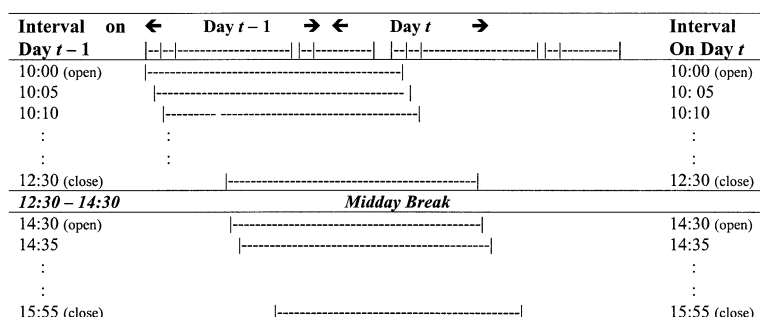 Interval on ← Day t – 1 → ← Day t → Interval
Day t – 1 |--|--|-----------------------||--|------------| |--|--|-----------------------||--|------------| On Day t
10:00 (open) |---------------------------------------------------| 10:00 (open)
10:05 |--------------------------------------------------- | 10: 05
10:10 |---------- ----------------------------------------| 10:10
: : :
: : :
12:30 (close) |---------------------------------------------------| 12:30 (close)
12:30 – 14:30 Midday Break
14:30 (open) |---------------------------------------------------| 14:30 (open)
14:35 |---------------------------------------------------| 14:35
: :
: :
15:55 (close) |---------------------------------------------------| 15:55 (close)